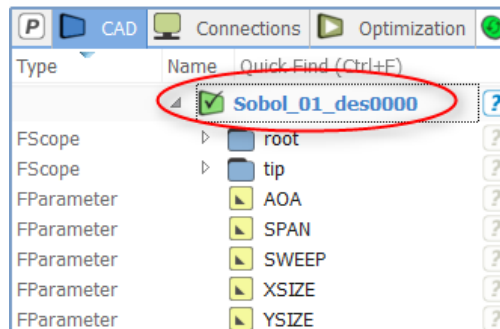 P CAD Connections Optimization
Type Name Quick Find (Ctrl+F)
Sobol_01_des0000 ?
FScope root ?
FScope tip ?
FParameter AOA ?
FParameter SPAN ?
FParameter SWEEP ?
FParameter XSIZE ?
FParameter YSIZE ?